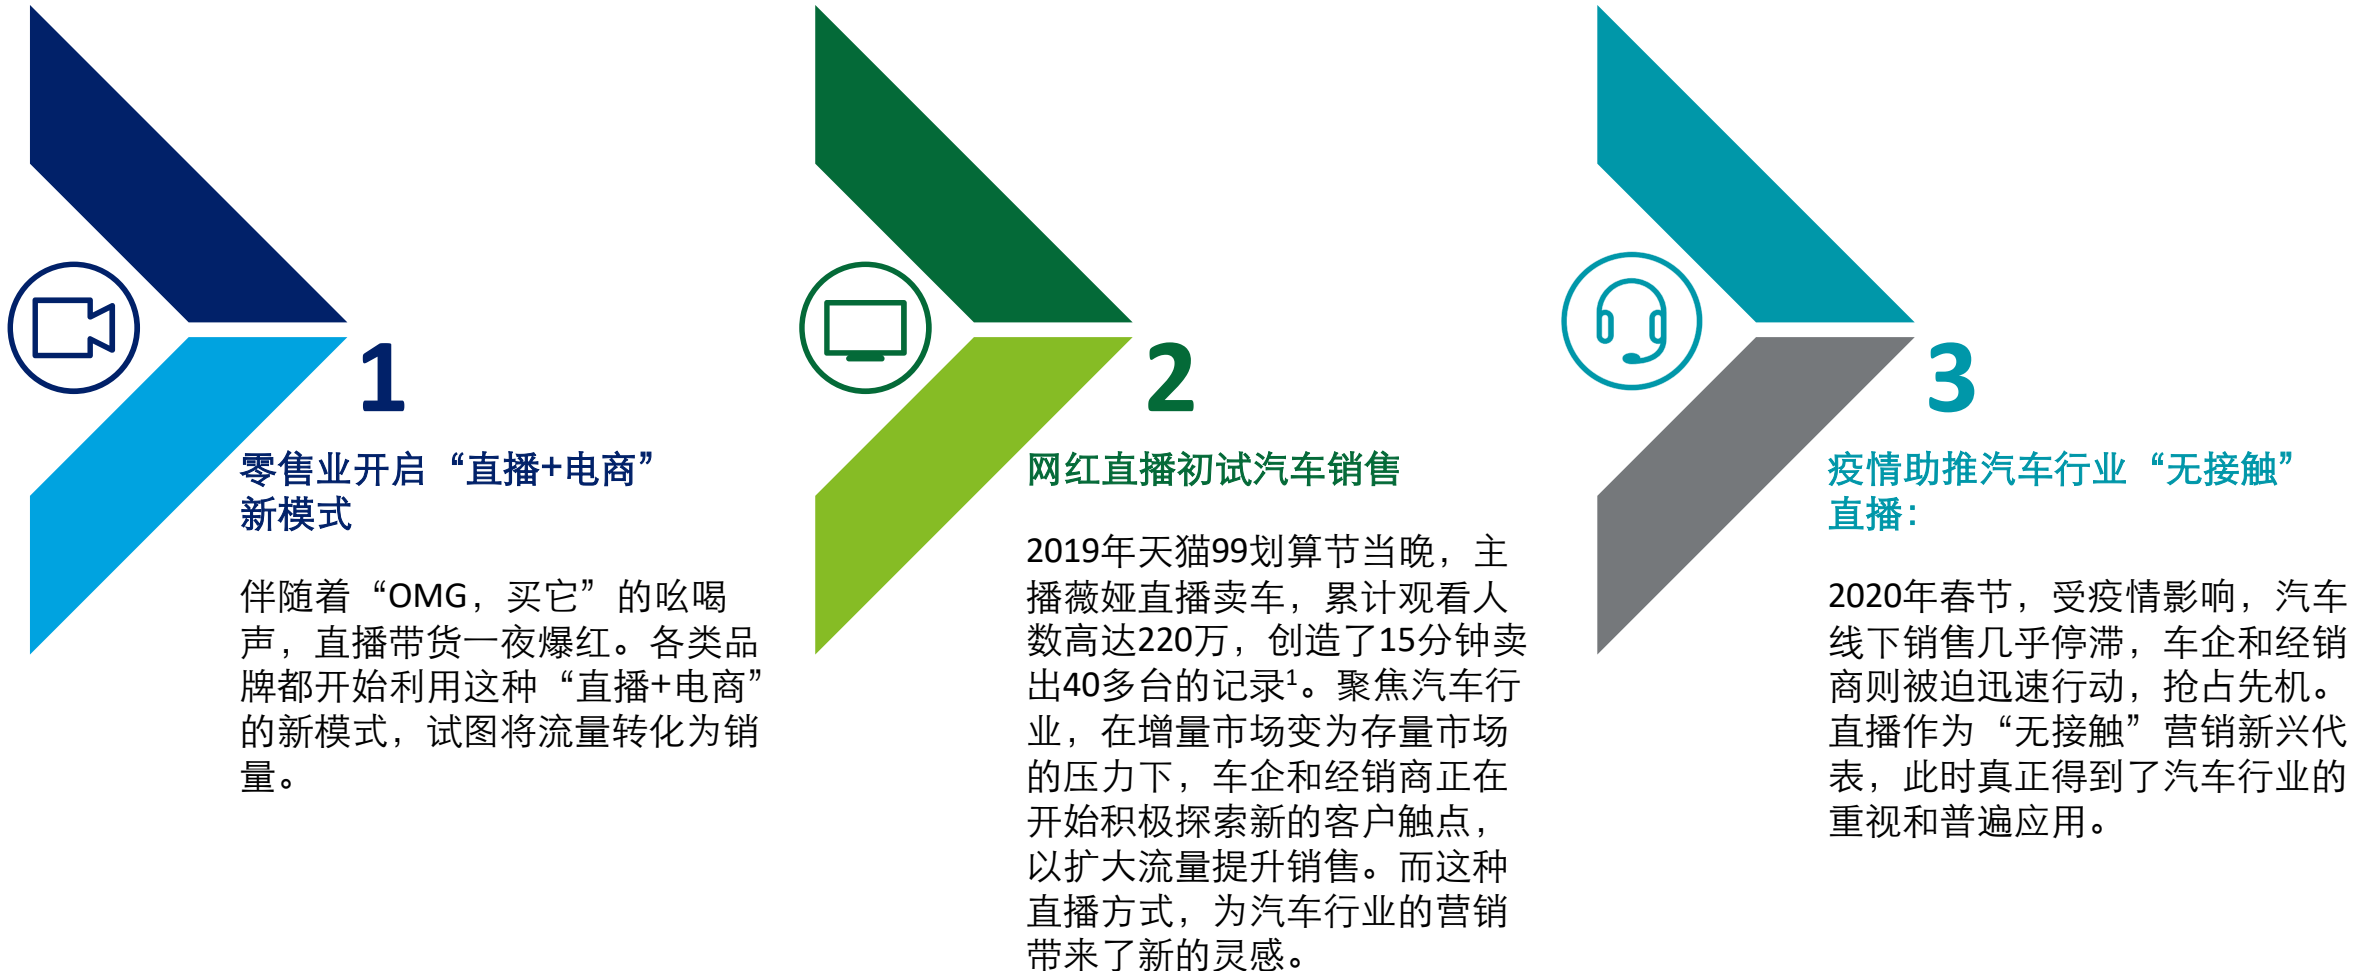 1
零售业开启“直播+电商”
新模式
伴随着“OMG，买它”的吆喝
声，直播带货一夜爆红。各类品
牌都开始利用这种“直播+电商”
的新模式，试图将流量转化为销
量。
2
网红直播初试汽车销售
2019年天猫99划算节当晚，主
播薇娅直播卖车，累计观看人
数高达220万，创造了15分钟卖
出40多台的记录¹。聚焦汽车行
业，在增量市场变为存量市场
的压力下，车企和经销商正在
开始积极探索新的客户触点，
以扩大流量提升销售。而这种
直播方式，为汽车行业的营销
带来了新的灵感。
3
疫情助推汽车行业“无接触”
直播：
2020年春节，受疫情影响，汽车
线下销售几乎停滞，车企和经销
商则被迫迅速行动，抢占先机。
直播作为“无接触”营销新兴代
表，此时真正得到了汽车行业的
重视和普遍应用。